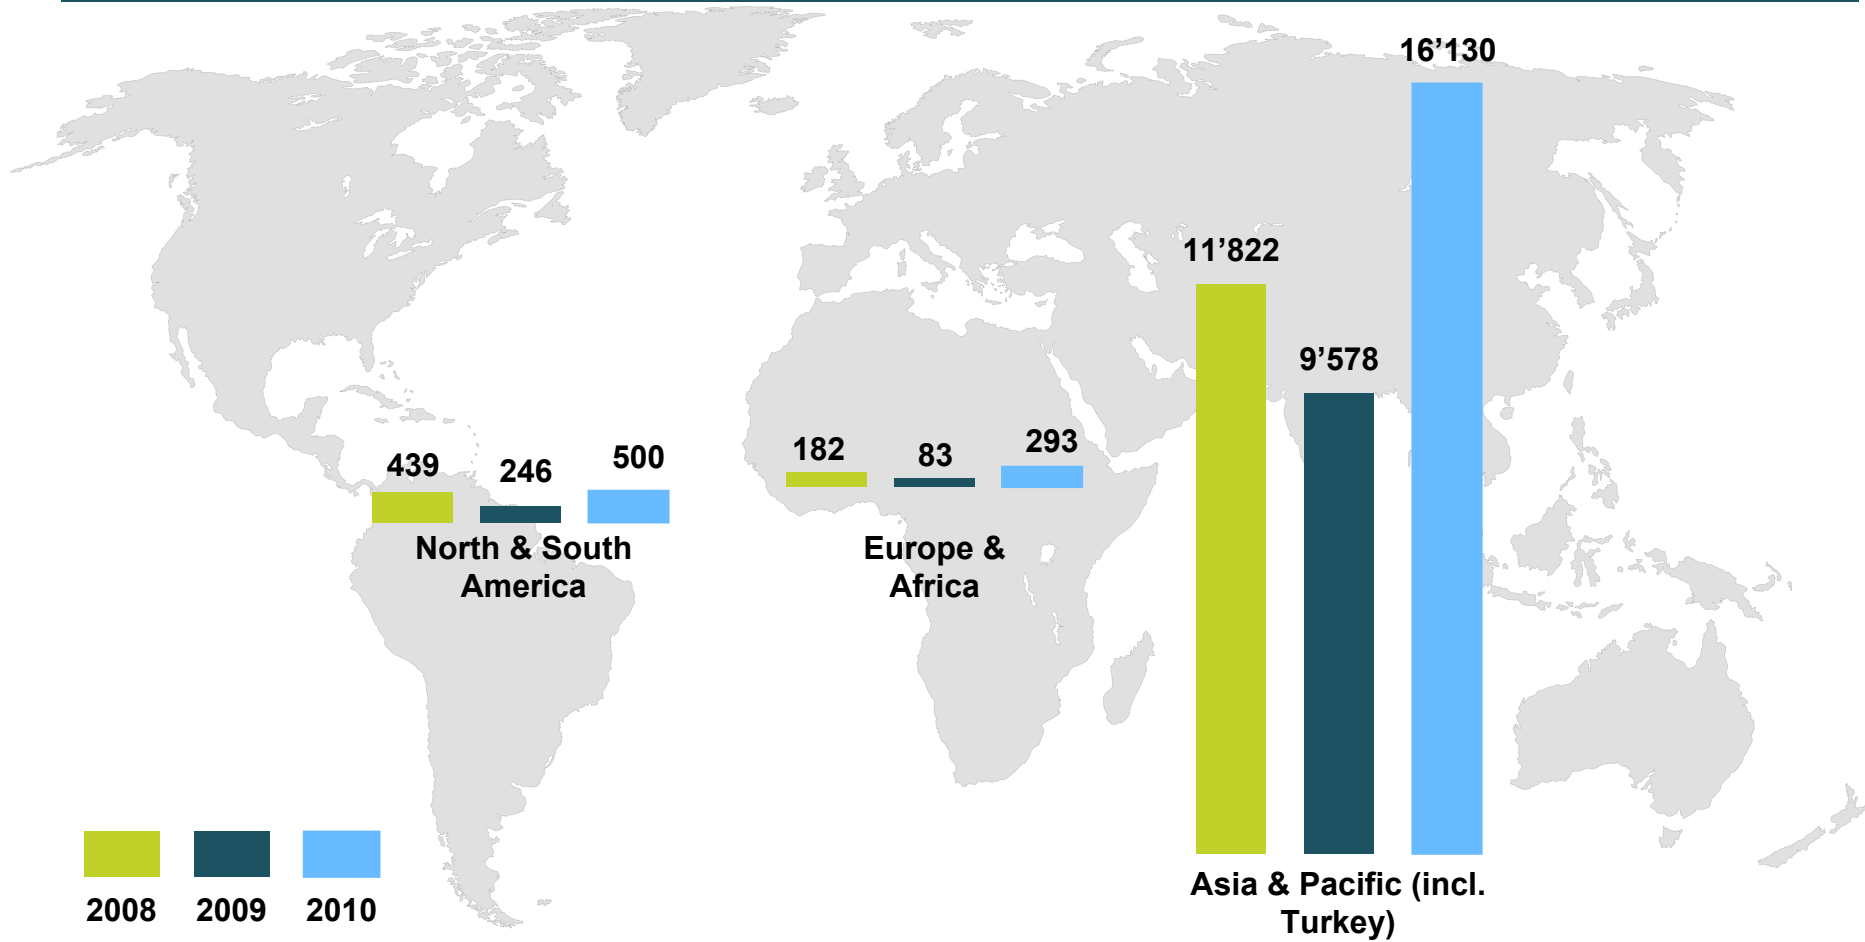 16’130
11’822
9’578
439
246
500
182
83
293
North & South
America
Europe &
Africa
Asia & Pacific (incl.
Turkey)
2008
2009
2010